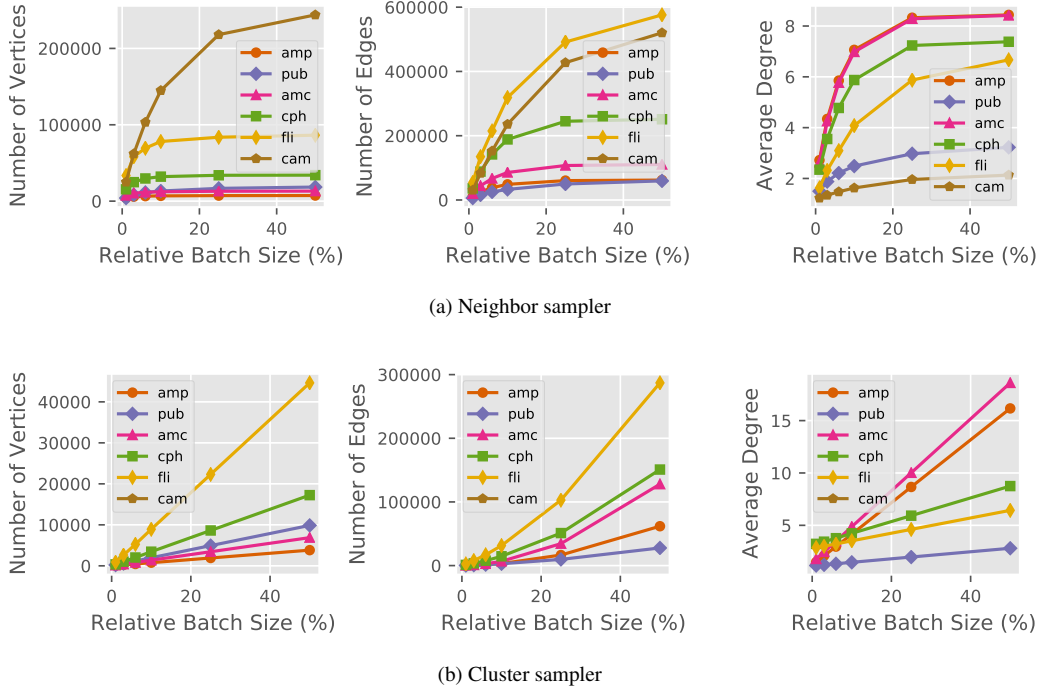 Number of Vertices
200000
100000
0
0
20
40
Relative Batch Size (%)
amp
pub
amc
cph
fli
cam
Number of Edges
600000
400000
200000
0
0
20
40
Relative Batch Size (%)
amp
pub
amc
cph
fli
cam
Average Degree
8
6
4
2
0
20
40
Relative Batch Size (%)
amp
pub
amc
cph
fli
cam
(a) Neighbor sampler
Number of Vertices
40000
30000
20000
10000
0
0
20
40
Relative Batch Size (%)
amp
pub
amc
cph
fli
cam
Number of Edges
300000
200000
100000
0
0
20
40
Relative Batch Size (%)
amp
pub
amc
cph
fli
cam
Average Degree
15
10
5
0
20
40
Relative Batch Size (%)
amp
pub
amc
cph
fli
cam
(b) Cluster sampler